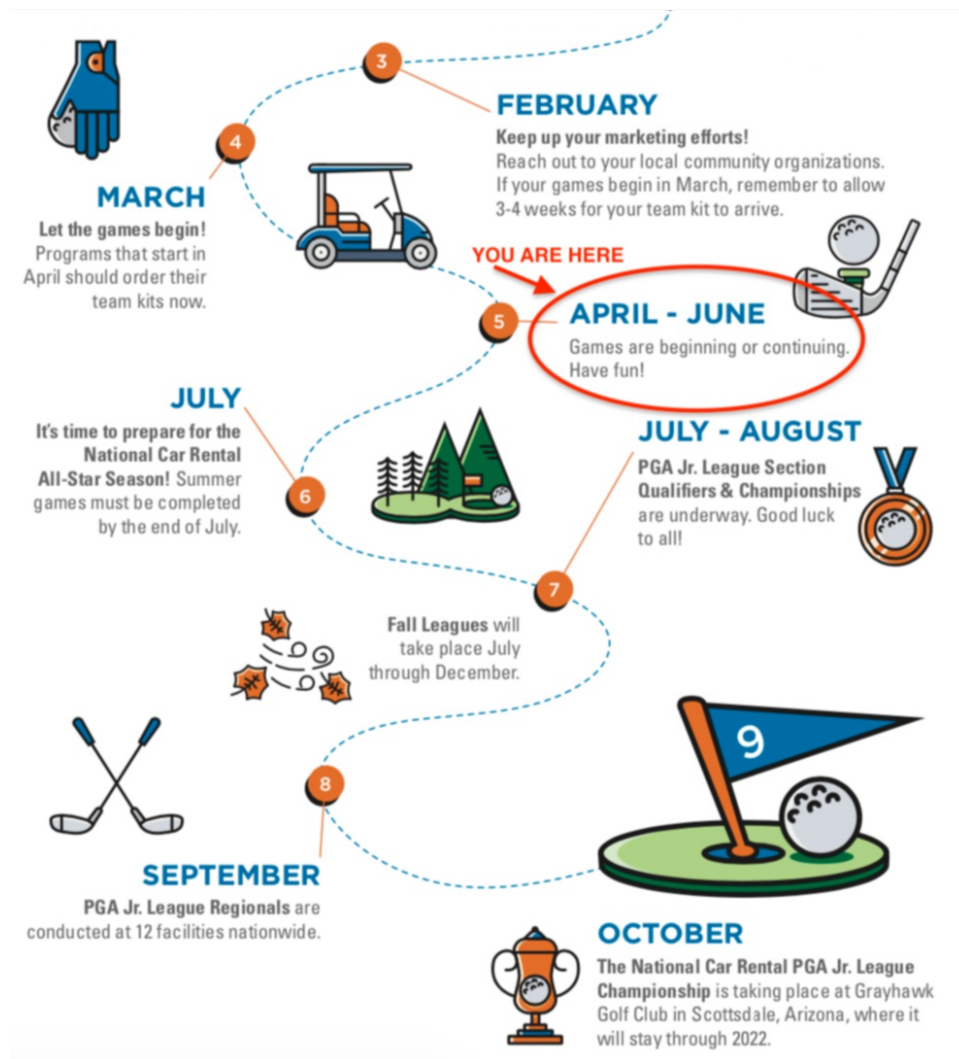 3
FEBRUARY
Keep up your marketing efforts!
Reach out to your local community organizations.
If your games begin in March, remember to allow
3-4 weeks for your team kit to arrive.
4
MARCH
Let the games begin!
Programs that start in
April should order their
team kits now.
YOU ARE HERE
5
APRIL - JUNE
Games are beginning or continuing.
Have fun!
JULY
It's time to prepare for the
National Car Rental
All-Star Season! Summer
games must be completed
by the end of July.
6
JULY - AUGUST
PGA Jr. League Section
Qualifiers & Championships
are underway. Good luck
to all!
7
Fall Leagues will
take place July
through December.
8
SEPTEMBER
PGA Jr. League Regionals are
conducted at 12 facilities nationwide.
9
OCTOBER
The National Car Rental PGA Jr. League
Championship is taking place at Grayhawk
Golf Club in Scottsdale, Arizona, where it
will stay through 2022.